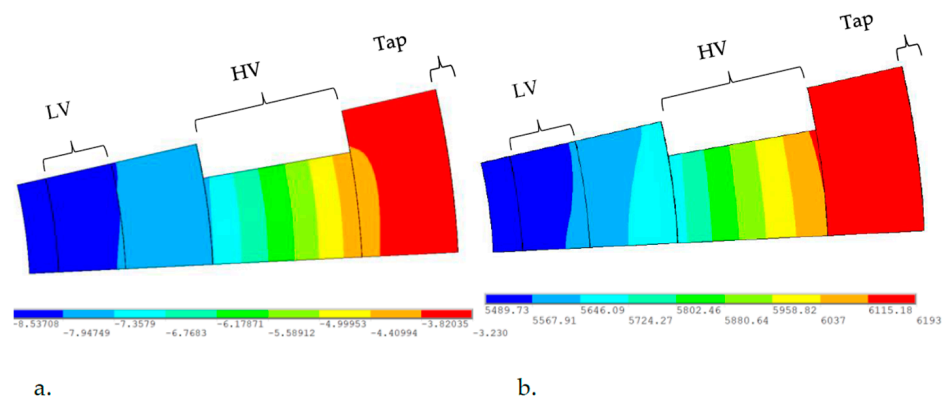 LV
HV
Tap
-8.53708 -7.3579 -6.17871 -4.99953 -3.82035
-7.94749 -6.7683 -5.58912 -4.40994 -3.230
a.
LV
HV
Tap
5489.73 5646.09 5802.46 5958.82 6115.18
5567.91 5724.27 5880.64 6037 6193
b.